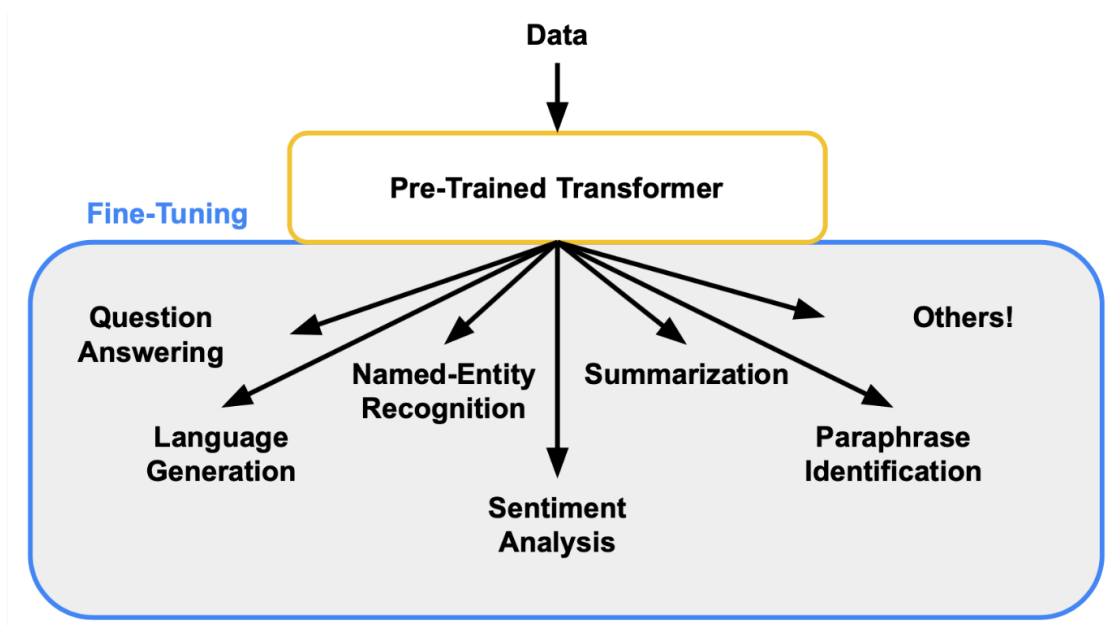 Data
Pre-Trained Transformer
Fine-Tuning
Question
Answering
Others!
Named-Entity
Recognition
Summarization
Language
Generation
Paraphrase
Identification
Sentiment
Analysis